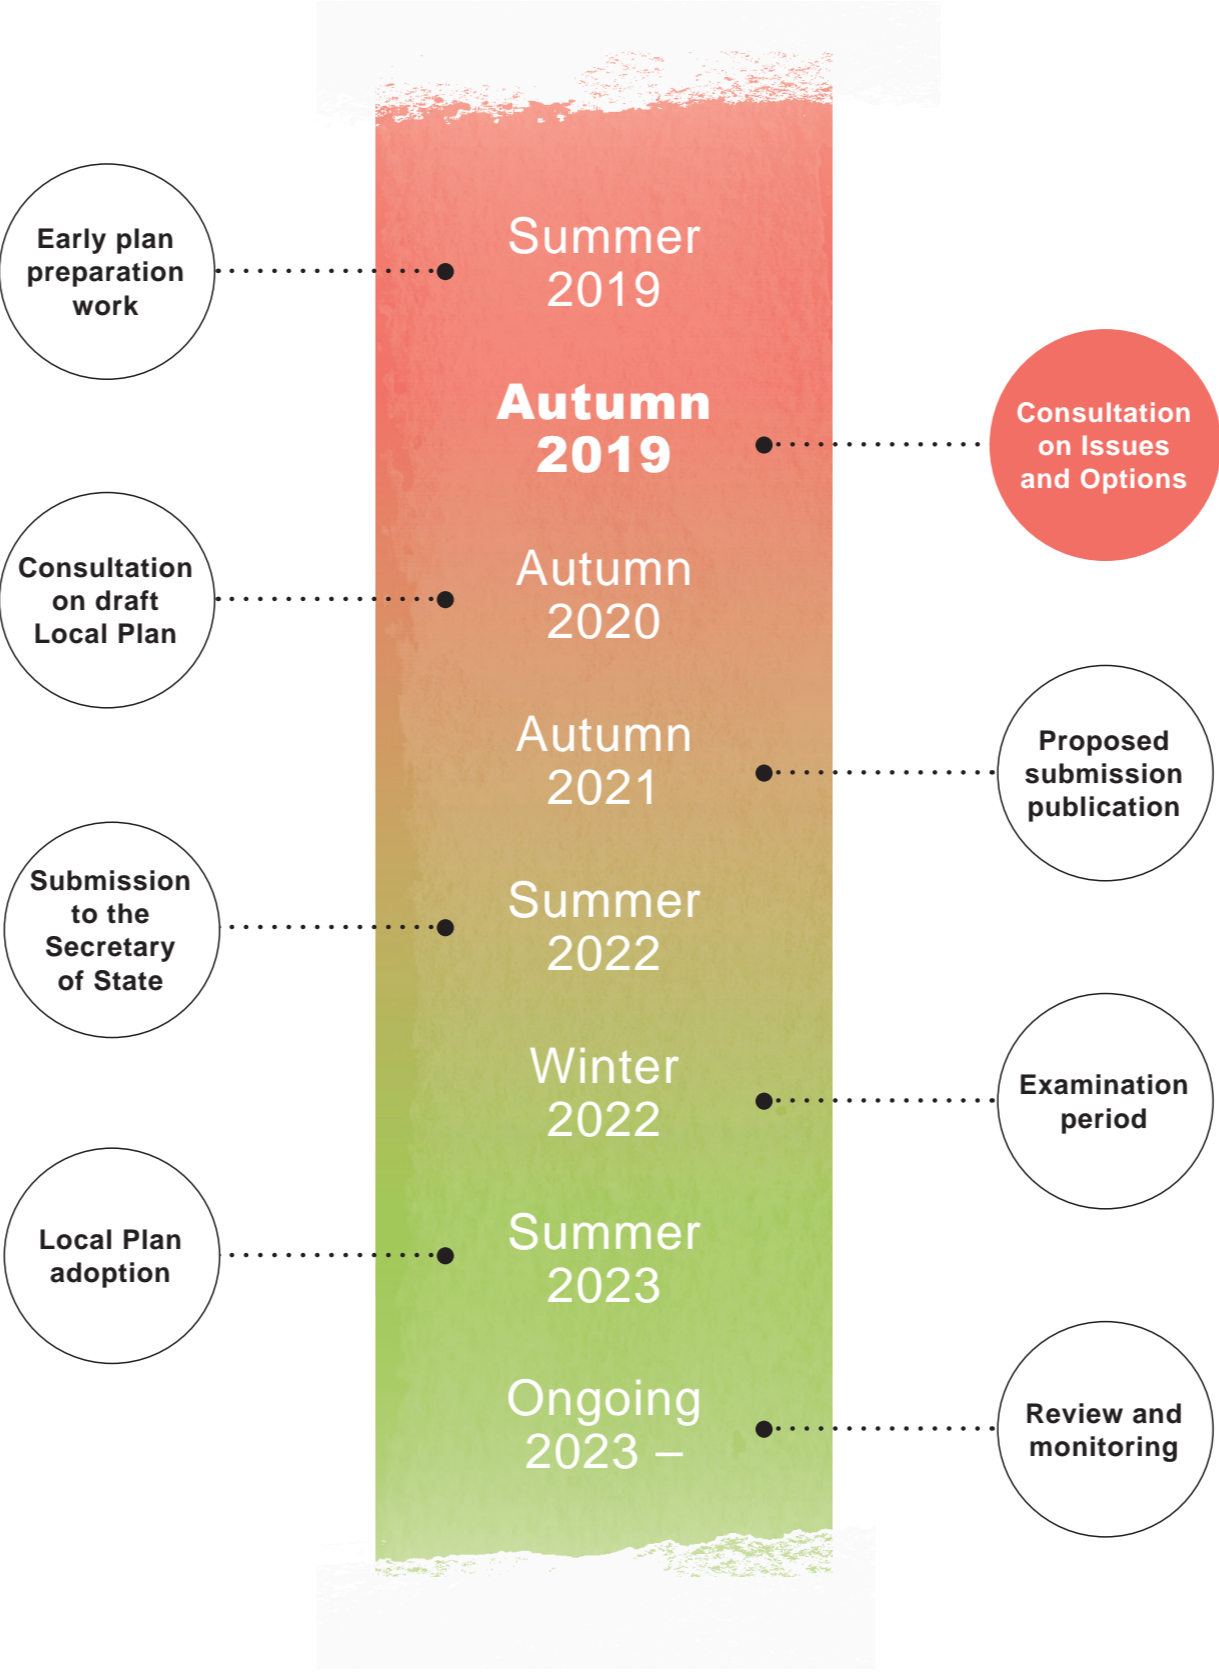 Early plan
preparation
work
Summer
2019
Autumn
2019
Consultation
on Issues
and Options
Consultation
on draft
Local Plan
Autumn
2020
Autumn
2021
Proposed
submission
publication
Submission
to the
Secretary
of State
Summer
2022
Winter
2022
Examination
period
Local Plan
adoption
Summer
2023
Ongoing
2023 –
Review and
monitoring